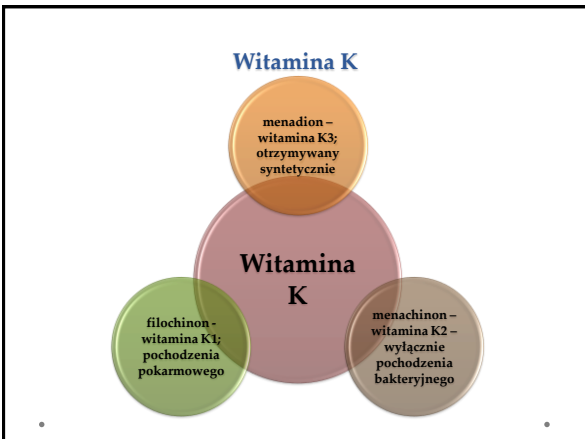 Witamina K
menadion –
witamina K3;
otrzymywany
syntetycznie
Witamina
K
filochinon -
witamina K1;
pochodzenia
pokarmowego
menachinon –
witamina K2 –
wyłącznie
pochodzenia
bakteryjnego